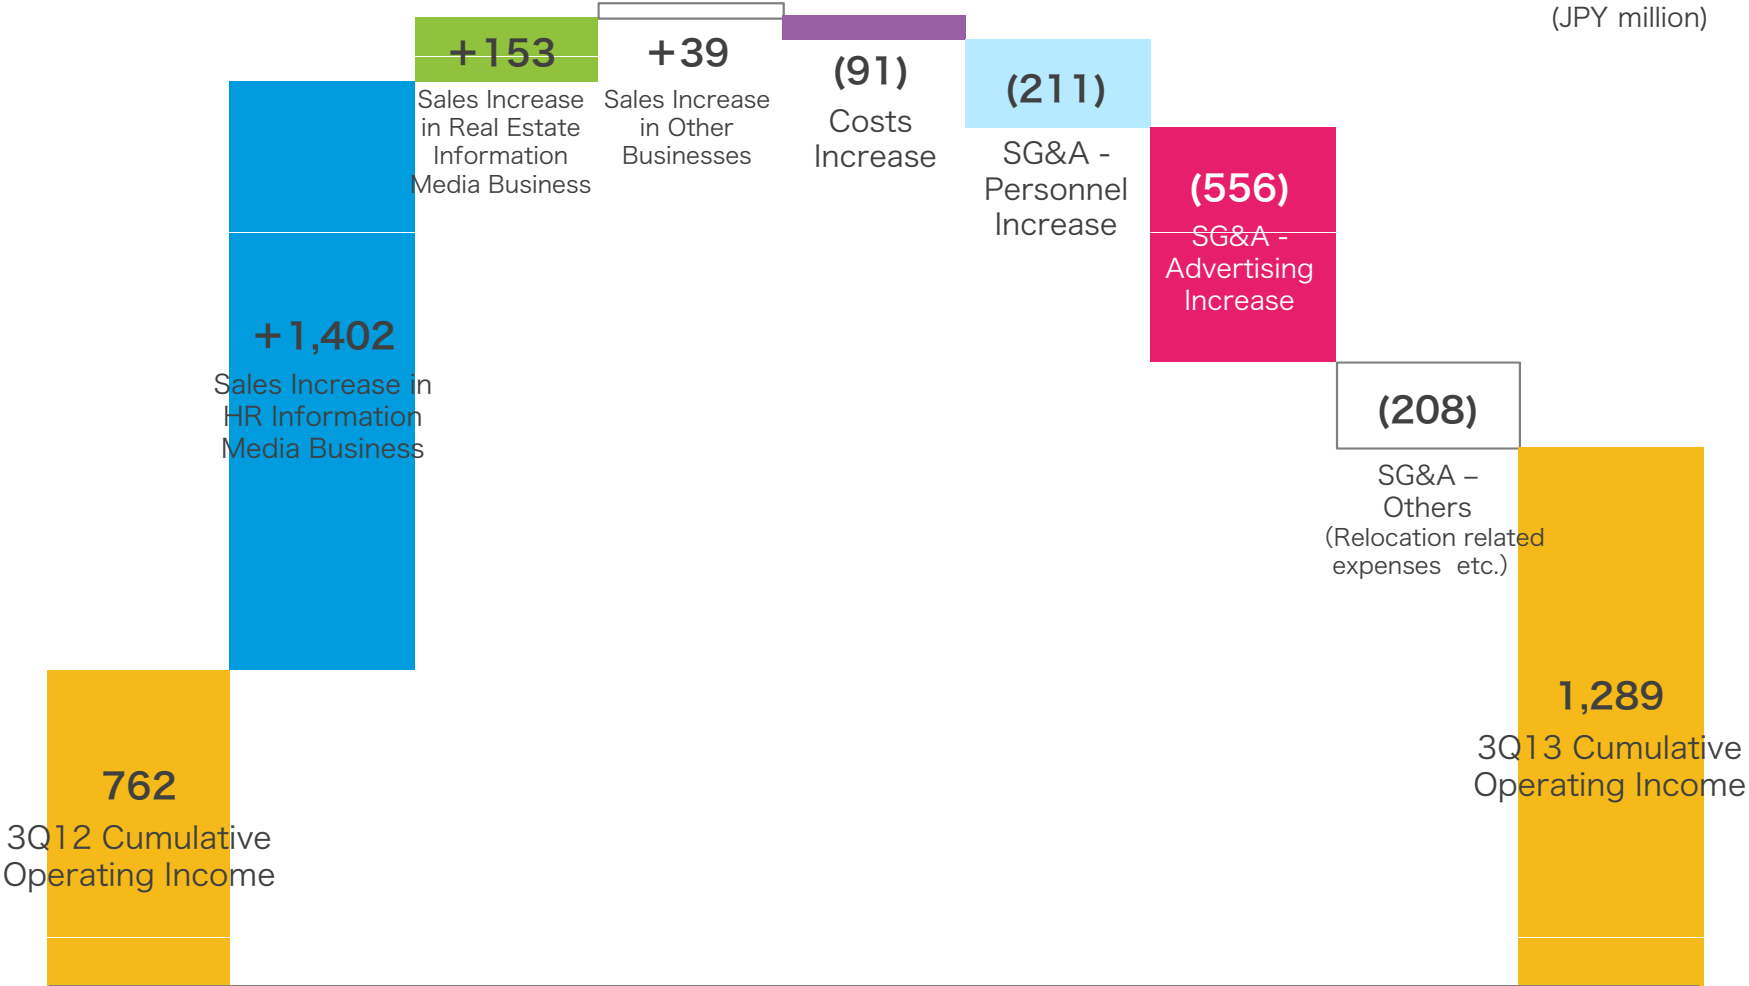 (JPY million)
＋153
Sales Increase
in Real Estate
Information
Media Business
＋39
Sales Increase
in Other
Businesses
(91)
Costs
Increase
(211)
SG&A -
Personnel
Increase
(556)
SG&A -
Advertising
Increase
＋1,402
Sales Increase in
HR Information
Media Business
(208)
SG&A –
Others
（Relocation related
expenses etc.）
762
3Q12 Cumulative
Operating Income
1,289
3Q13 Cumulative
Operating Income